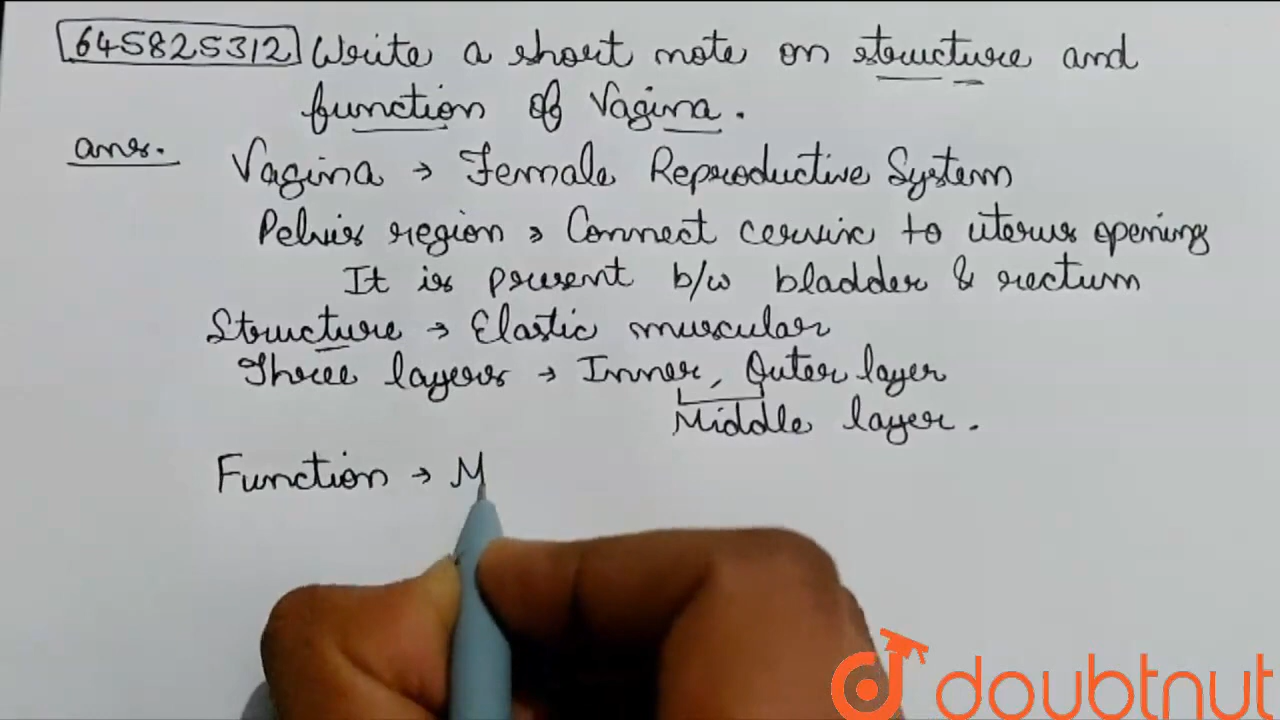 645825312 Write a short note on structure and
function of Vagina.
ans. Vagina → Female Reproductive System
Pelvis region → Connect cervix to uterus opening
It is present b/w bladder & rectum
Structure → Elastic muscular
Three layers → Inner, Outer layer
Middle layer.
Function → M
doubtnut